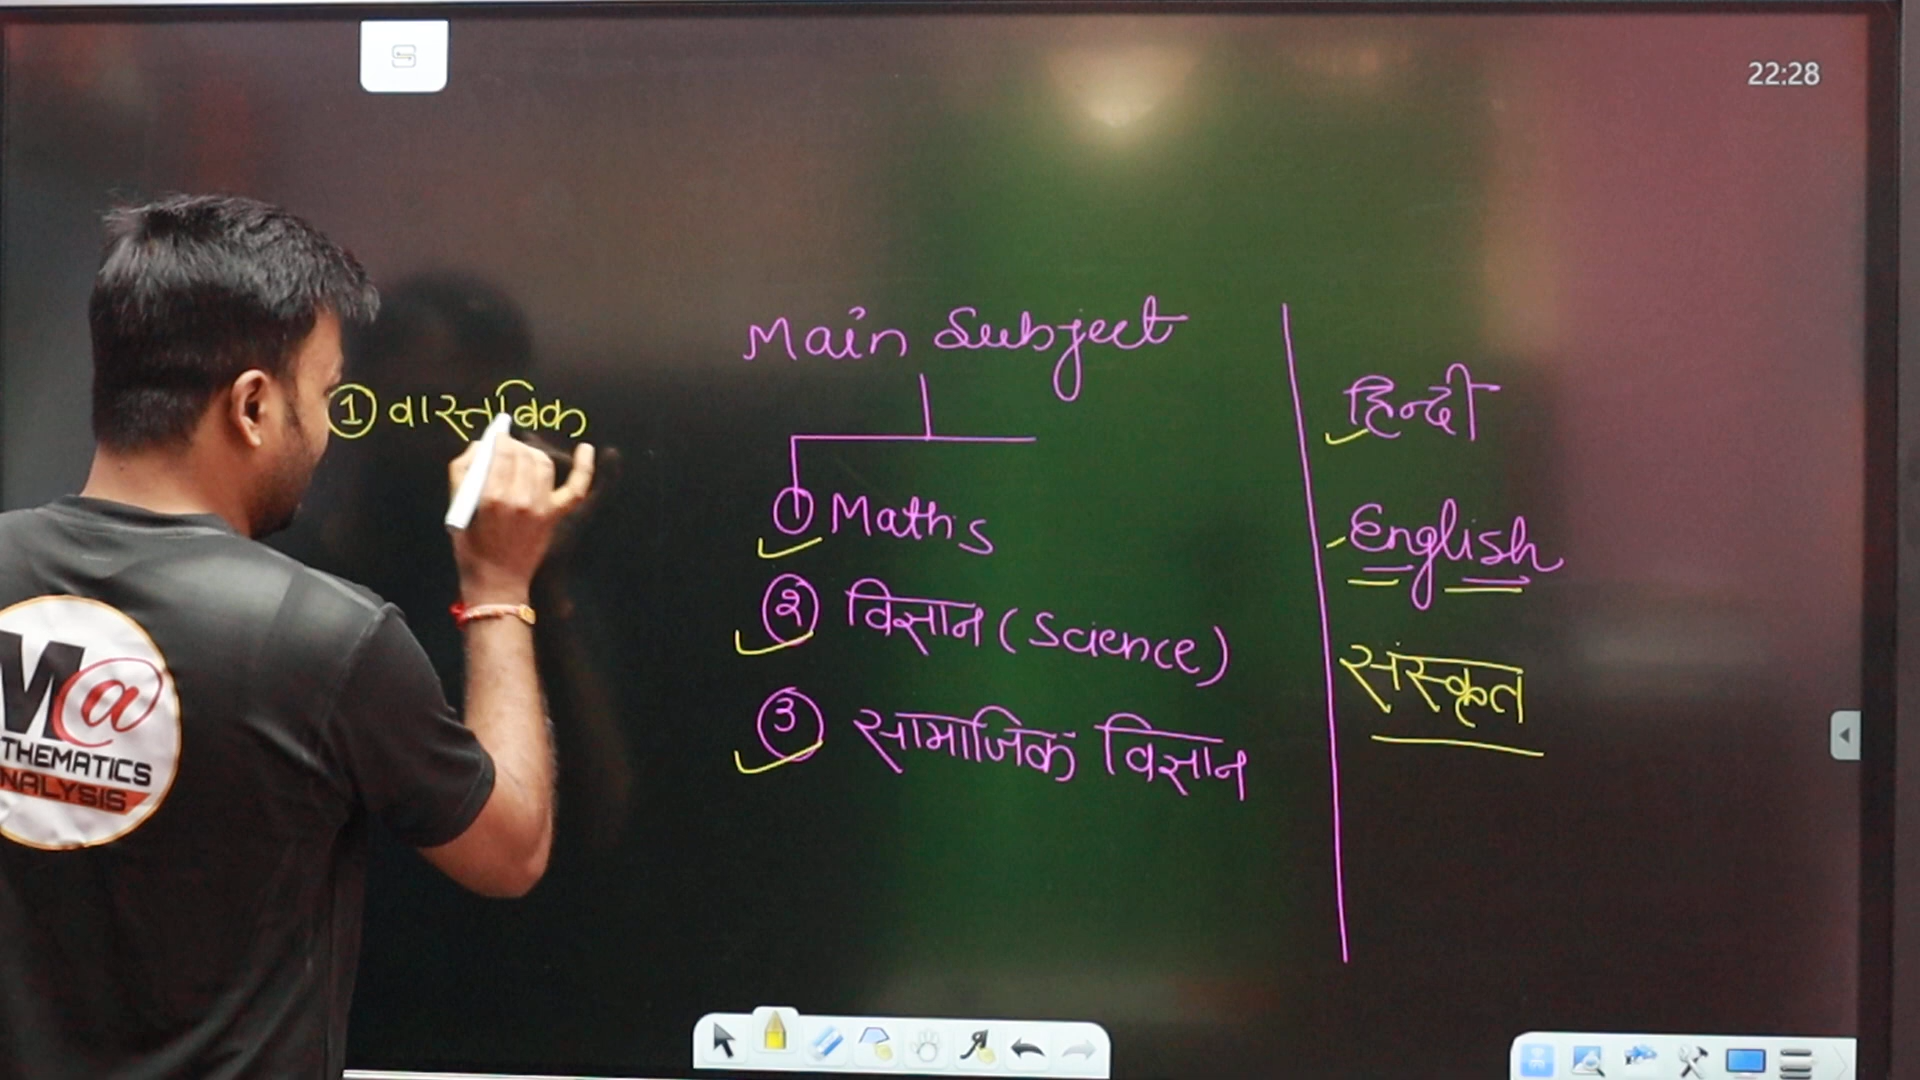 22:28
① वास्तविक
Main Subject
① Maths
② विज्ञान (Science)
③ सामाजिक विज्ञान
हिन्दी
English
संस्कृत
M@
THEMATICS
NALYSIS